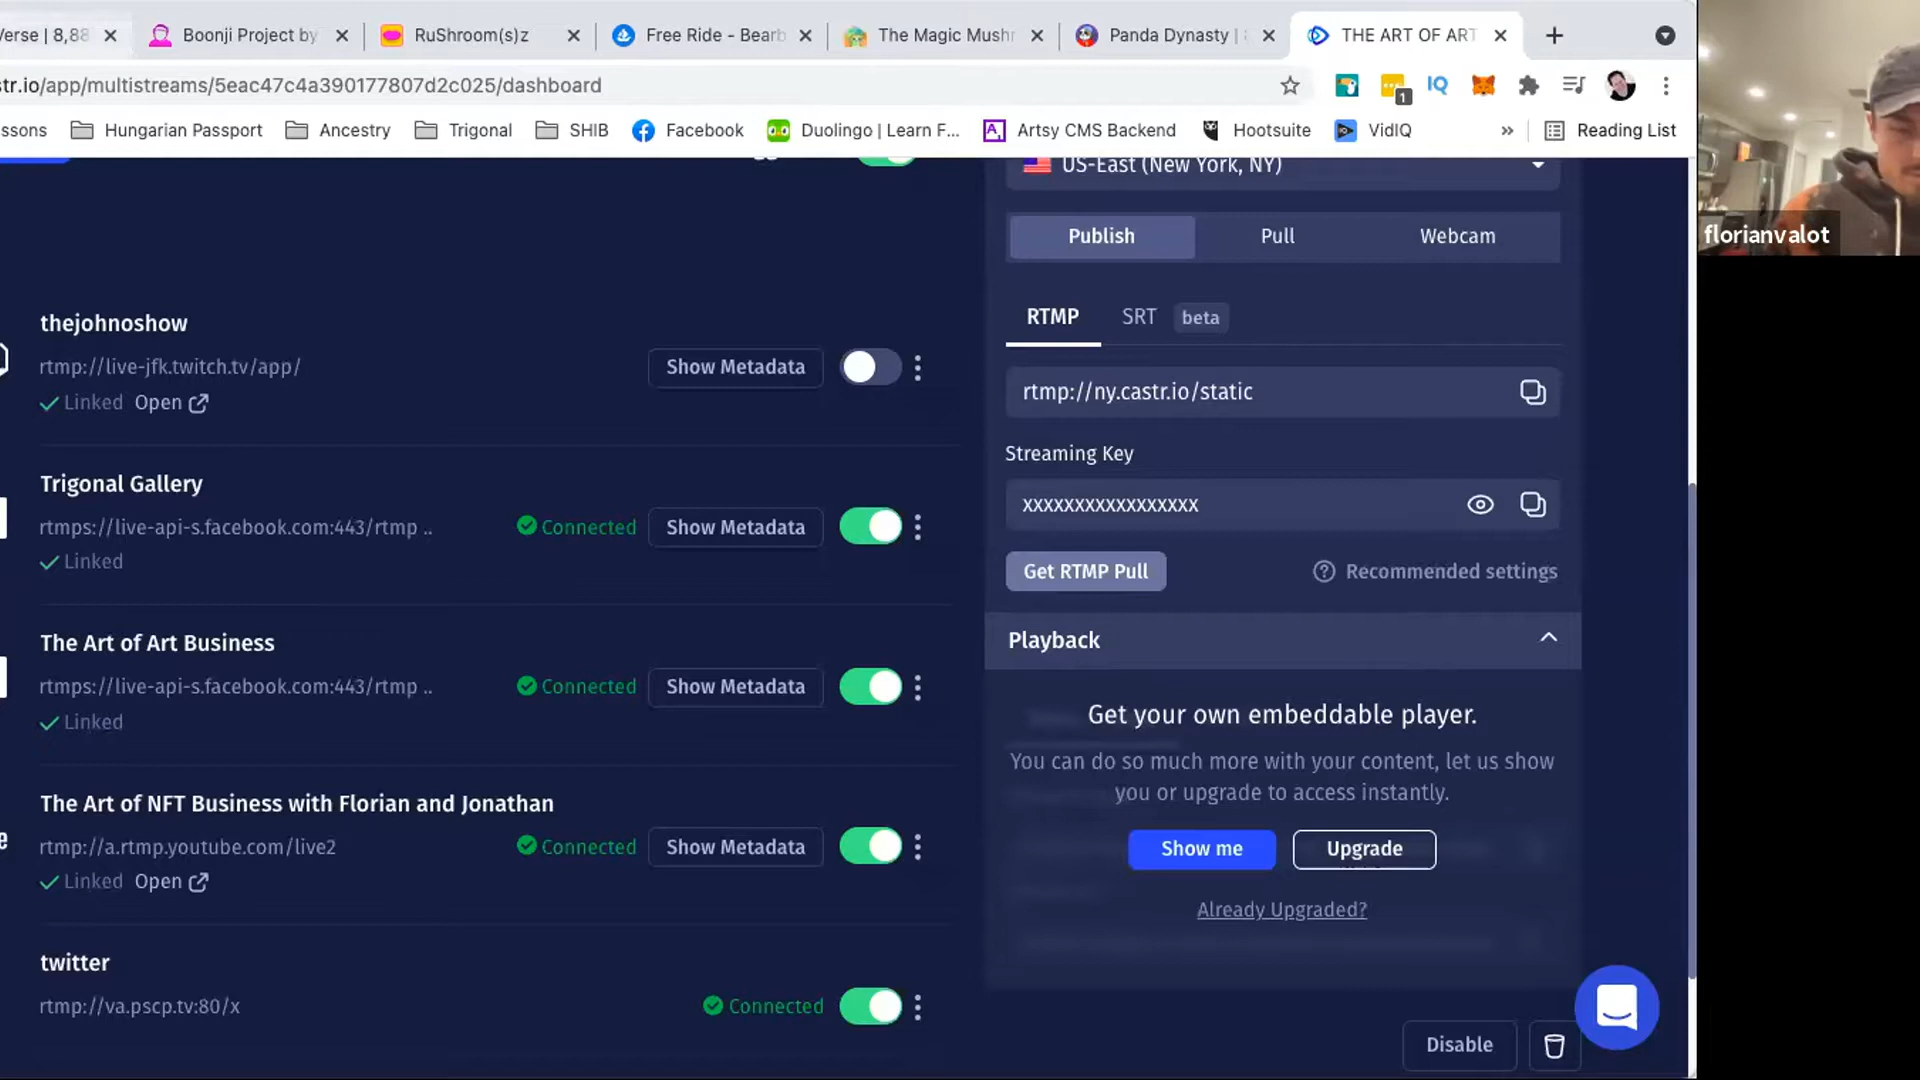 Verse | 8,88
Boonji Project by
RuShroom(s)z
Free Ride - Bearb
The Magic Mushr
Panda Dynasty |
THE ART OF ART
tr.io/app/multistreams/5eac47c4a390177807d2c025/dashboard
1
IQ
ssons
Hungarian Passport
Ancestry
Trigonal
SHIB
Facebook
Duolingo | Learn F...
Artsy CMS Backend
Hootsuite
VidIQ
»
Reading List
US-East (New York, NY)
Publish
Pull
Webcam
florianvalot
RTMP
SRT
beta
rtmp://ny.castr.io/static
Streaming Key
xxxxxxxxxxxxxxxxx
Get RTMP Pull
Recommended settings
Playback
Get your own embeddable player.
You can do so much more with your content, let us show
you or upgrade to access instantly.
Show me
Upgrade
Already Upgraded?
Disable
thejohnoshow
rtmp://live-jfk.twitch.tv/app/
Show Metadata
Linked
Open
Trigonal Gallery
rtmps://live-api-s.facebook.com:443/rtmp ..
Connected
Show Metadata
Linked
The Art of Art Business
rtmps://live-api-s.facebook.com:443/rtmp ..
Connected
Show Metadata
Linked
The Art of NFT Business with Florian and Jonathan
rtmp://a.rtmp.youtube.com/live2
Connected
Show Metadata
Linked
Open
twitter
rtmp://va.pscp.tv:80/x
Connected